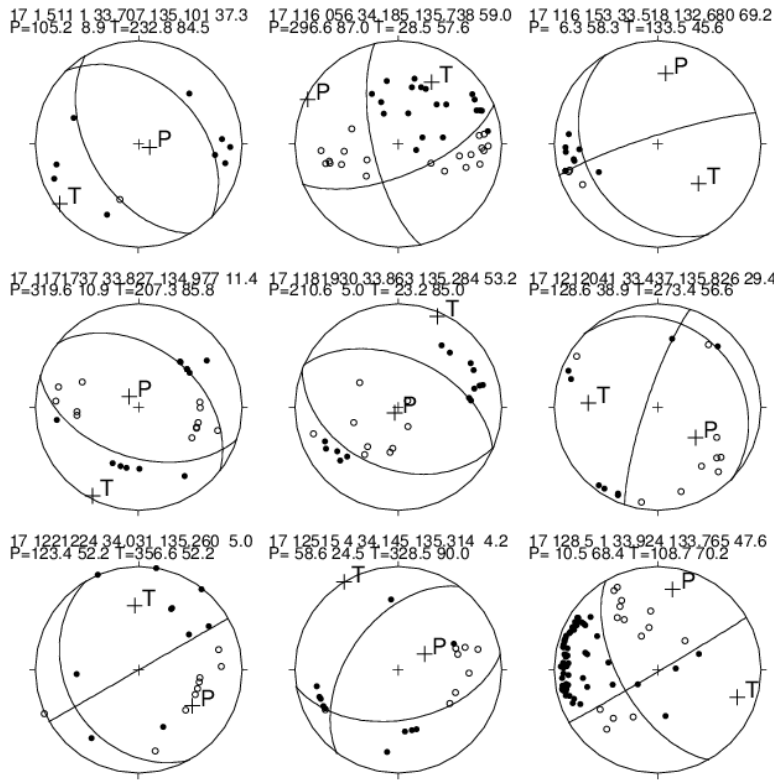 17 1.511 1 33.707 135.101 37.3
P=105.2 8.9 T=232.8 84.5
P
T
17 116 056 34.185 135.738 59.0
P=296.6 87.0 T= 28.5 57.6
P
T
17 116 153 33.518 132.680 69.2
P= 6.3 58.3 T=133.5 45.6
P
T
17 1171737 33.827 134.977 11.4
P=319.6 10.9 T=207.3 85.8
P
T
17 1181930 33.863 135.284 53.2
P=210.6 5.0 T= 23.2 85.0
T
P
17 1212041 33.437 135.826 29.4
P=128.6 38.9 T=273.4 56.6
T
P
17 1221224 34.031 135.260 5.0
P=123.4 52.2 T=356.6 52.2
T
P
17 12515 4 34.145 135.314 4.2
P= 58.6 24.5 T=328.5 90.0
T
P
17 128.5 1 33.924 133.765 47.6
P= 10.5 68.4 T=108.7 70.2
P
T